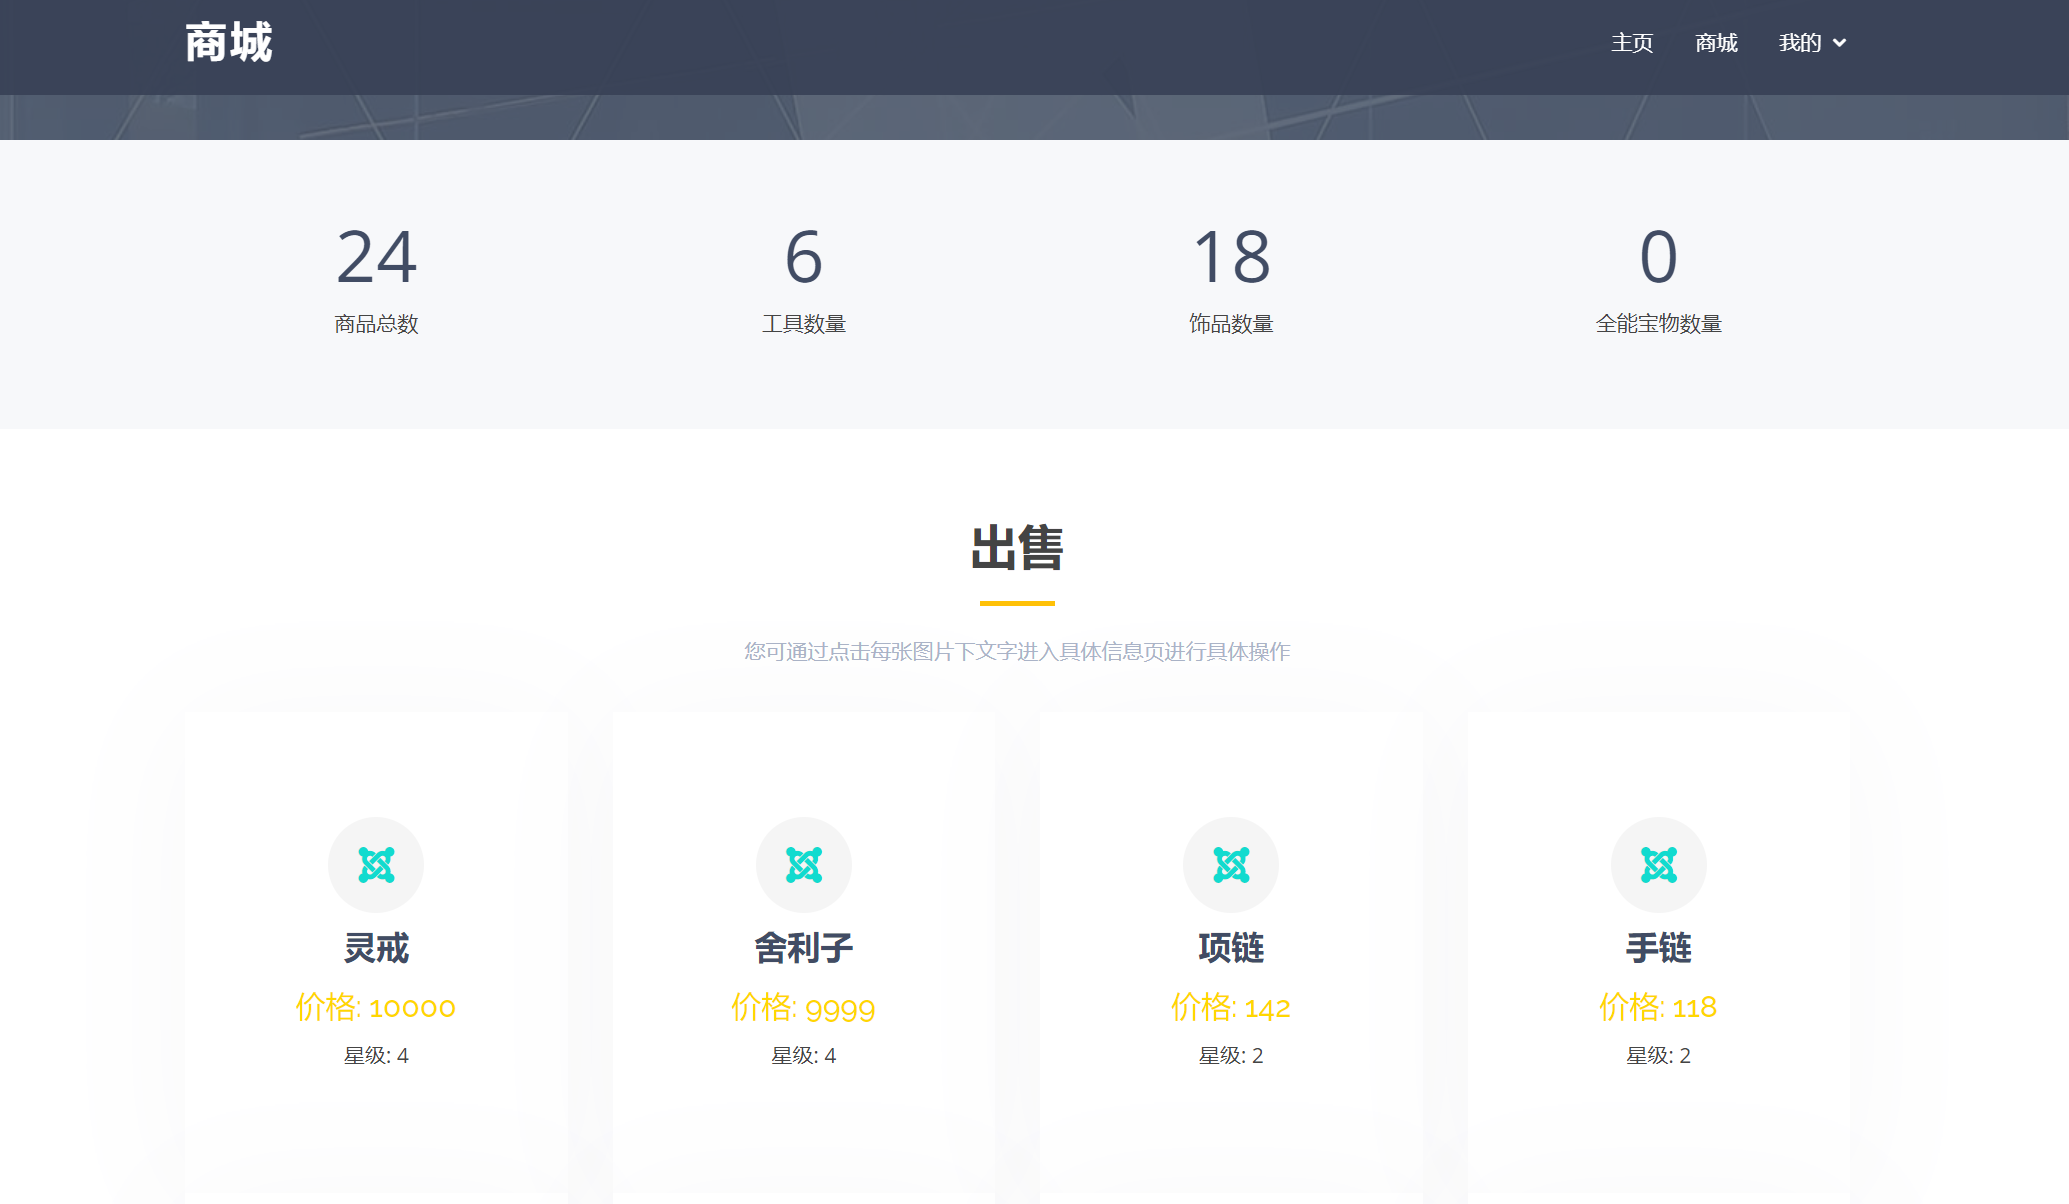 商城
主页 商城 我的
24 6 18 0
商品总数 工具数量 饰品数量 全能宝物数量
出售
您可通过点击每张图片下文字进入具体信息页进行具体操作
灵戒 舍利子 项链 手链
价格: 10000 价格: 9999 价格: 142 价格: 118
星级: 4 星级: 4 星级: 2 星级: 2